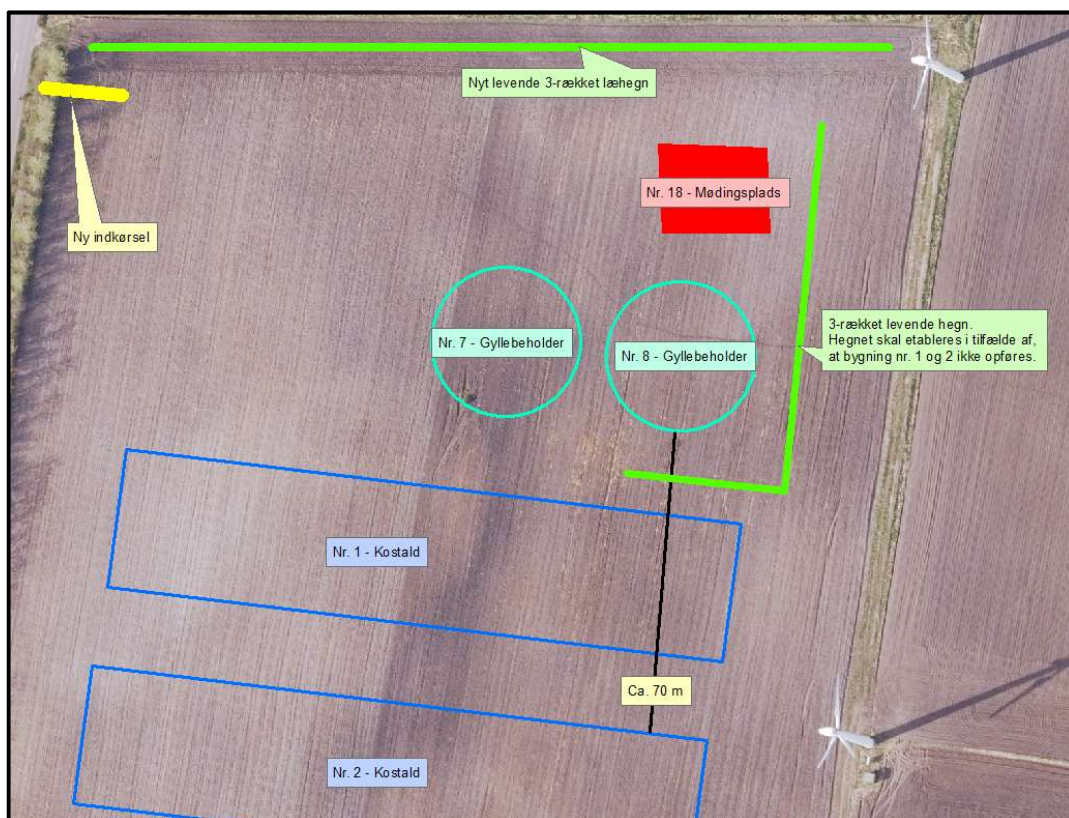 Nyt levende 3-rækket læhegn
Nr. 18 - Mødingsplads
Ny indkørsel
3-rækket levende hegn.
Hegnet skal etableres i tilfælde af,
at bygning nr. 1 og 2 ikke opføres.
Nr. 7 - Gyllebeholder
Nr. 8 - Gyllebeholder
Nr. 1 - Kostald
Ca. 70 m
Nr. 2 - Kostald